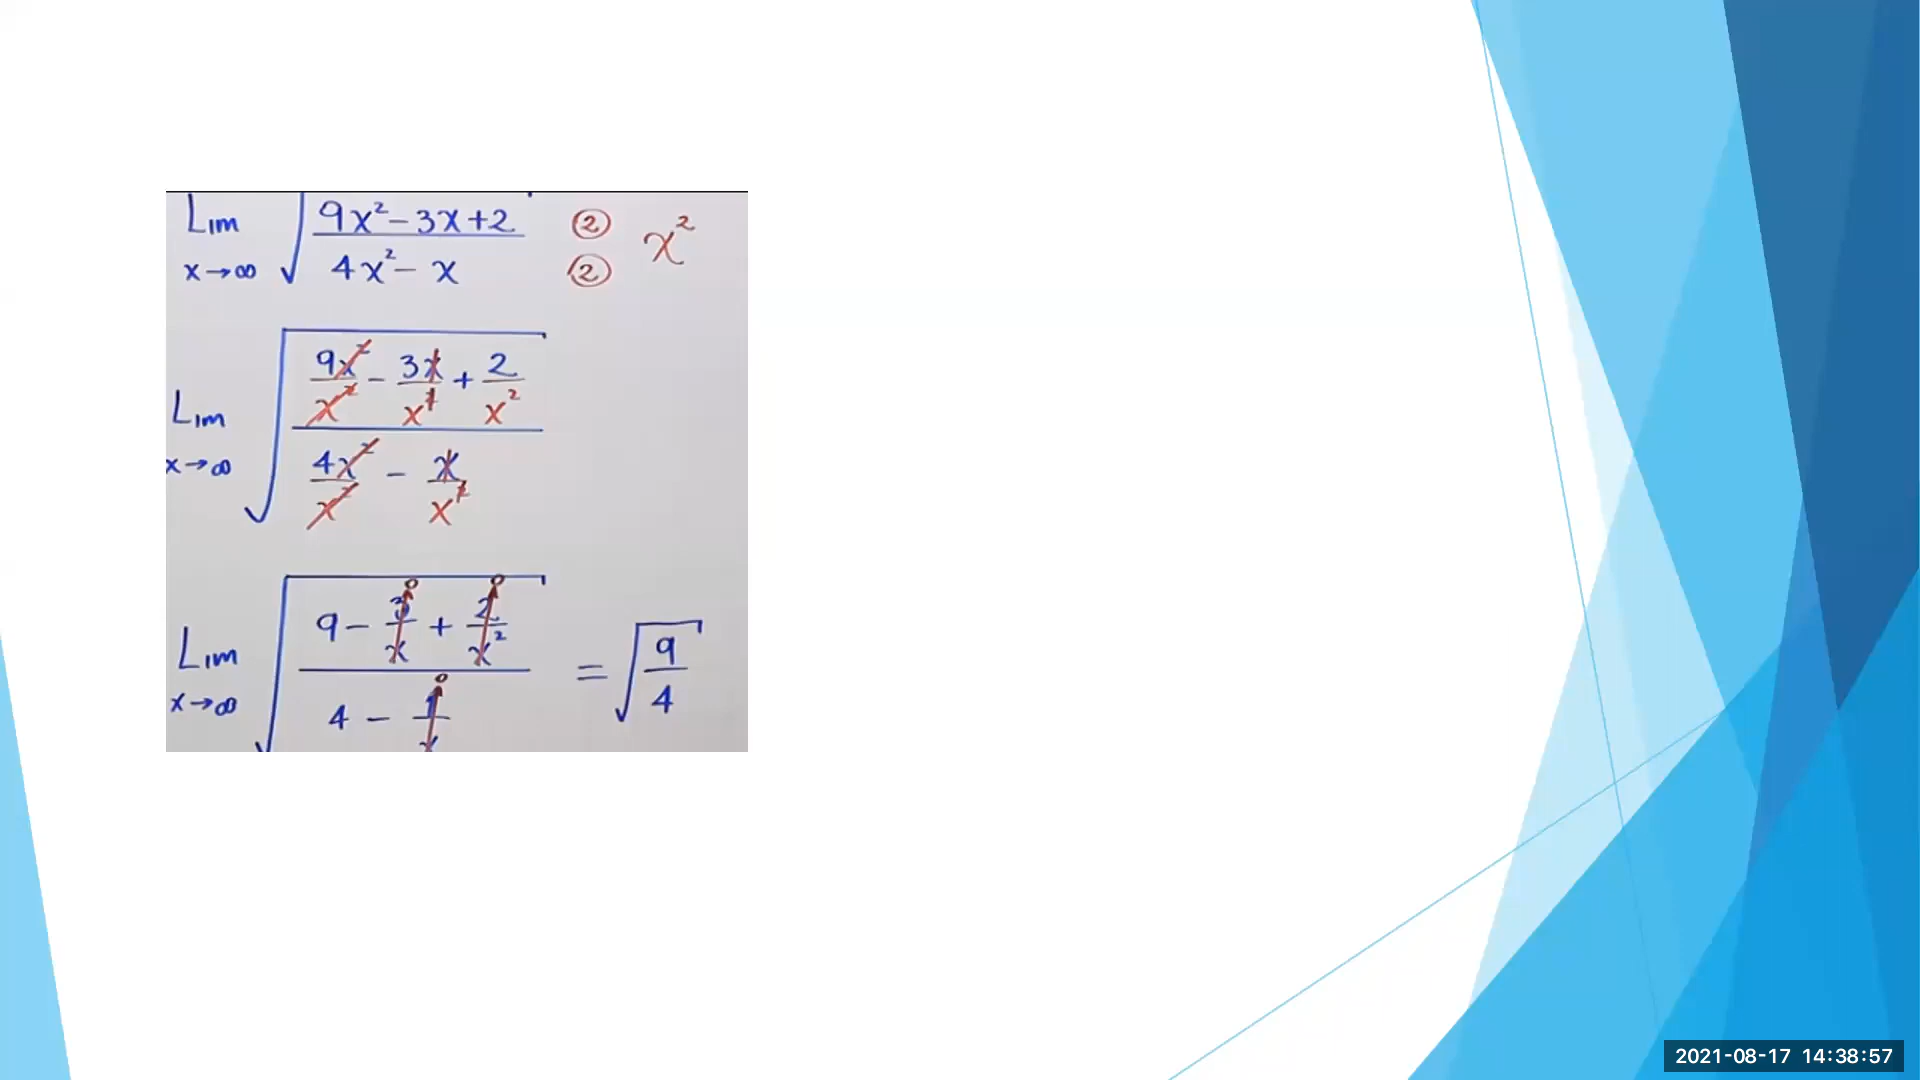 Lim x→∞ √((9x² - 3x + 2)/(4x² - x)) ② ② x²
Lim x→∞ √((9x²/x² - 3x/x² + 2/x²)/(4x²/x² - x/x²))
Lim x→∞ √((9 - 3/x + 2/x²)/(4 - 1/x)) = √(9/4)
0 0 0
2021-08-17 14:38:57